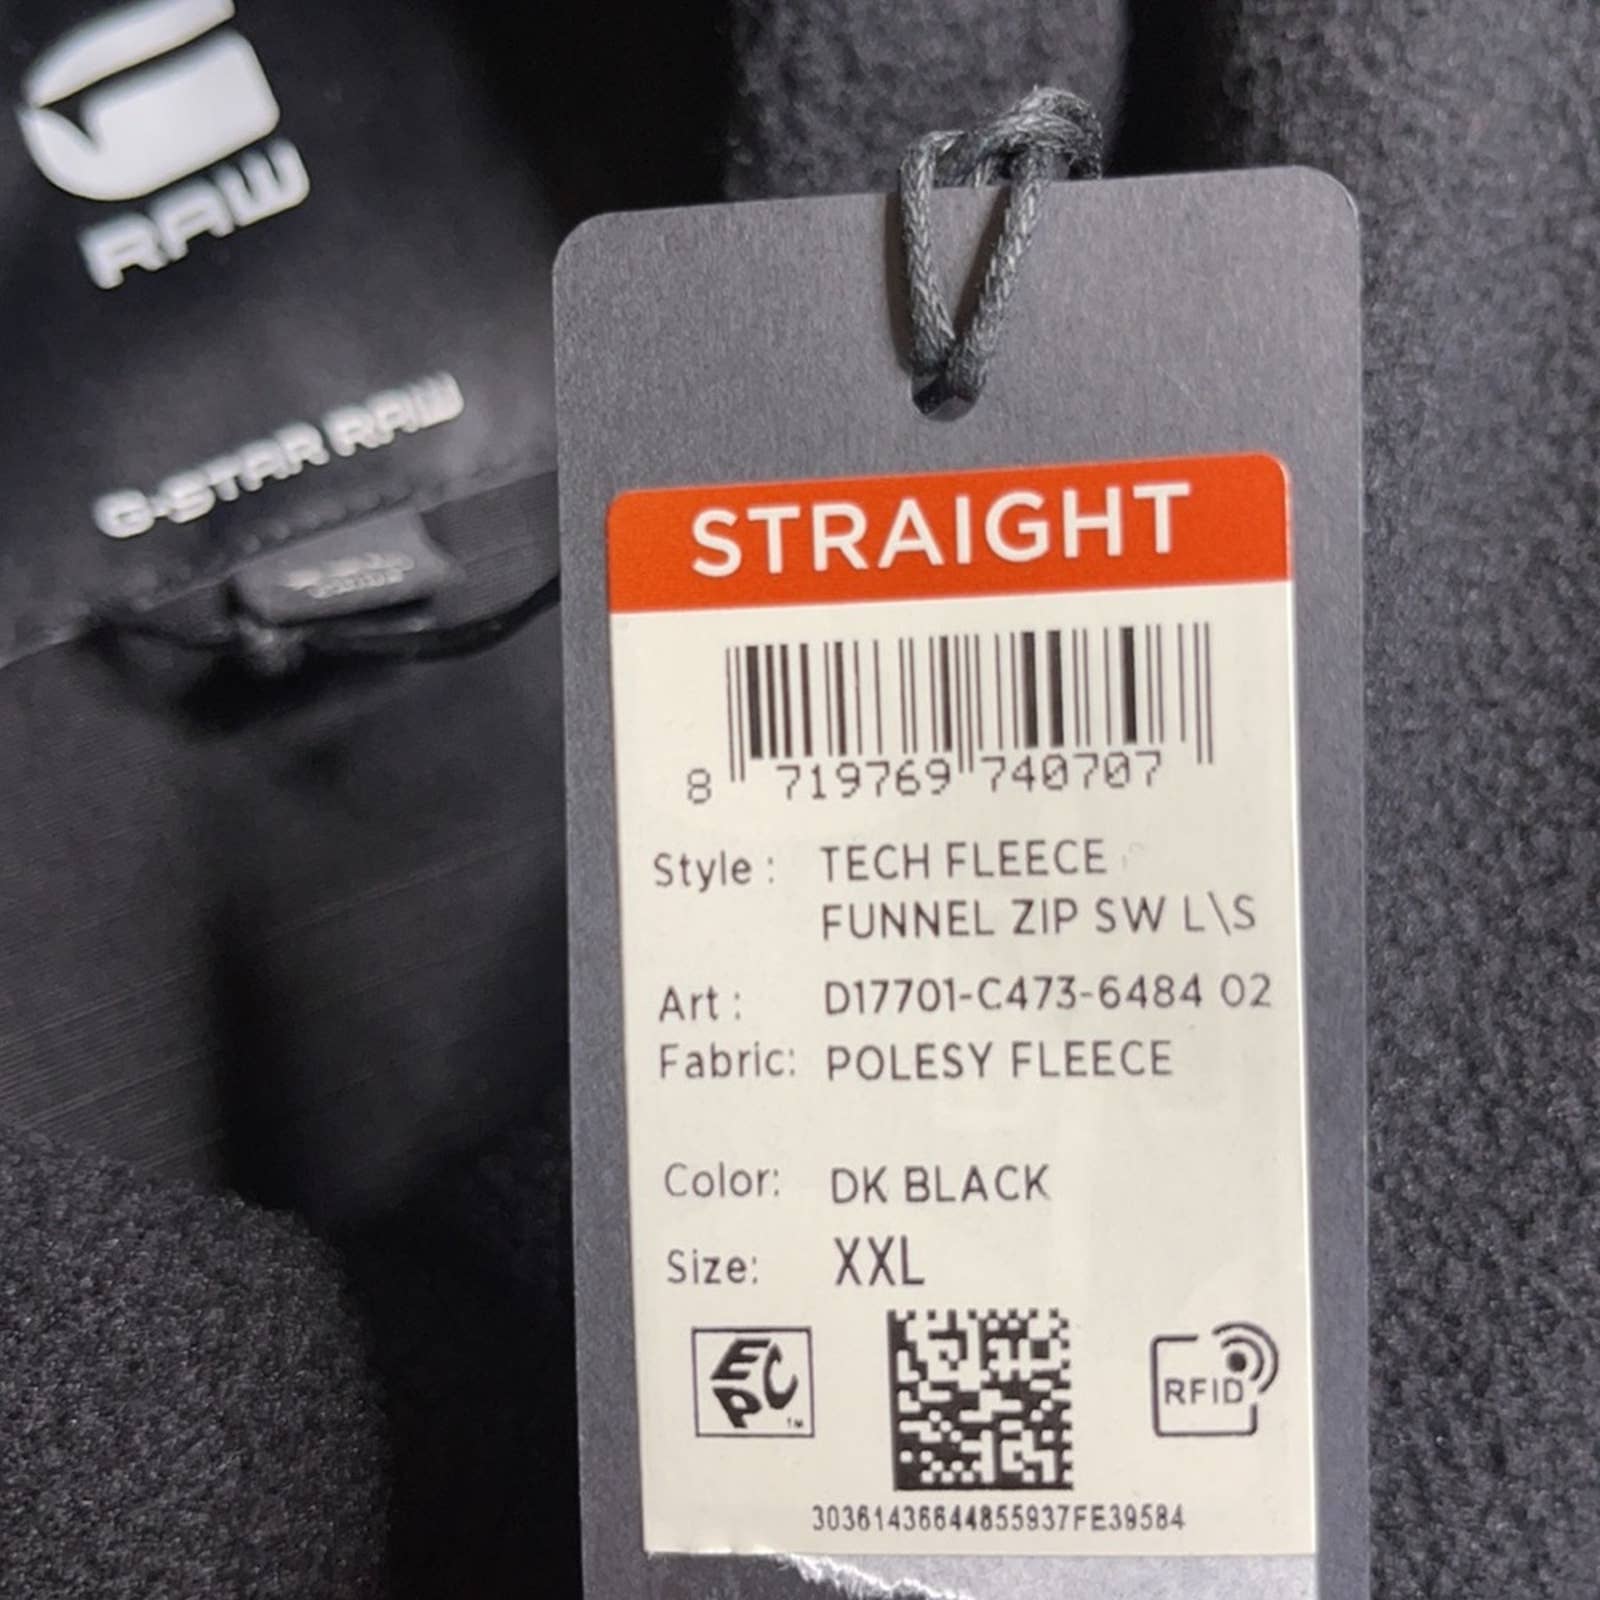 RAW
G-STAR RAW
STRAIGHT
8 719769 740707
Style : TECH FLEECE
FUNNEL ZIP SW L\S
Art : D17701-C473-6484 02
Fabric: POLESY FLEECE
Color: DK BLACK
Size: XXL
EPC™
RFID
30361436644855937FE39584